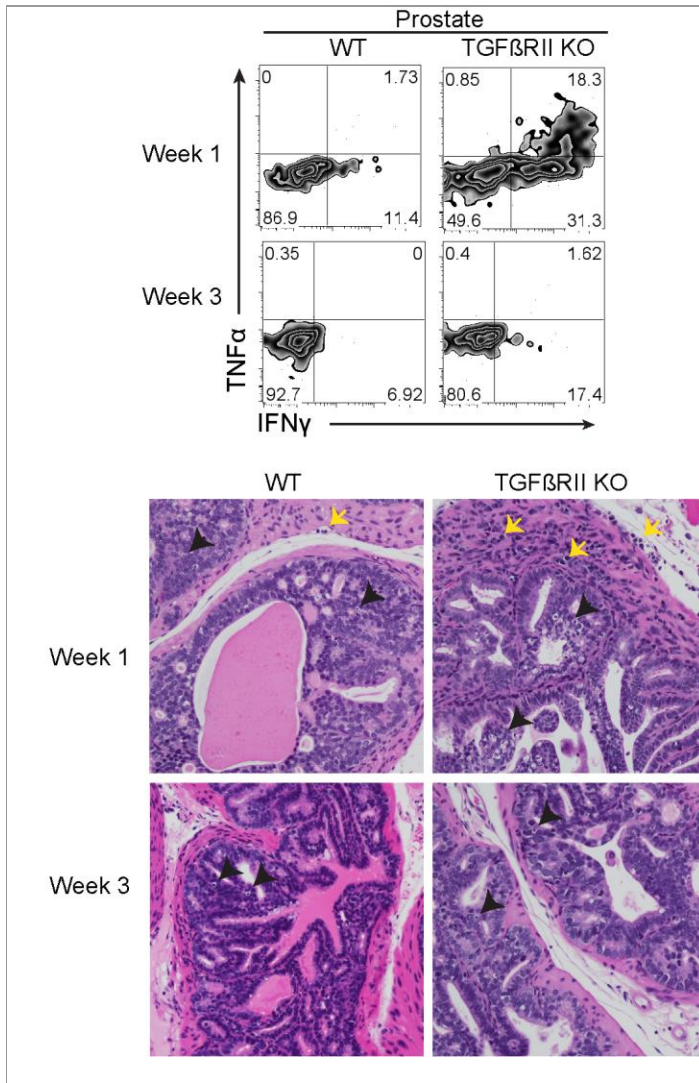 Prostate
WT TGFßRII KO
0 1.73 0.85 18.3
Week 1
86.9 11.4 49.6 31.3
0.35 0 0.4 1.62
Week 3
92.7 6.92 80.6 17.4
TNFα
IFNγ
WT TGFßRII KO
Week 1
Week 3